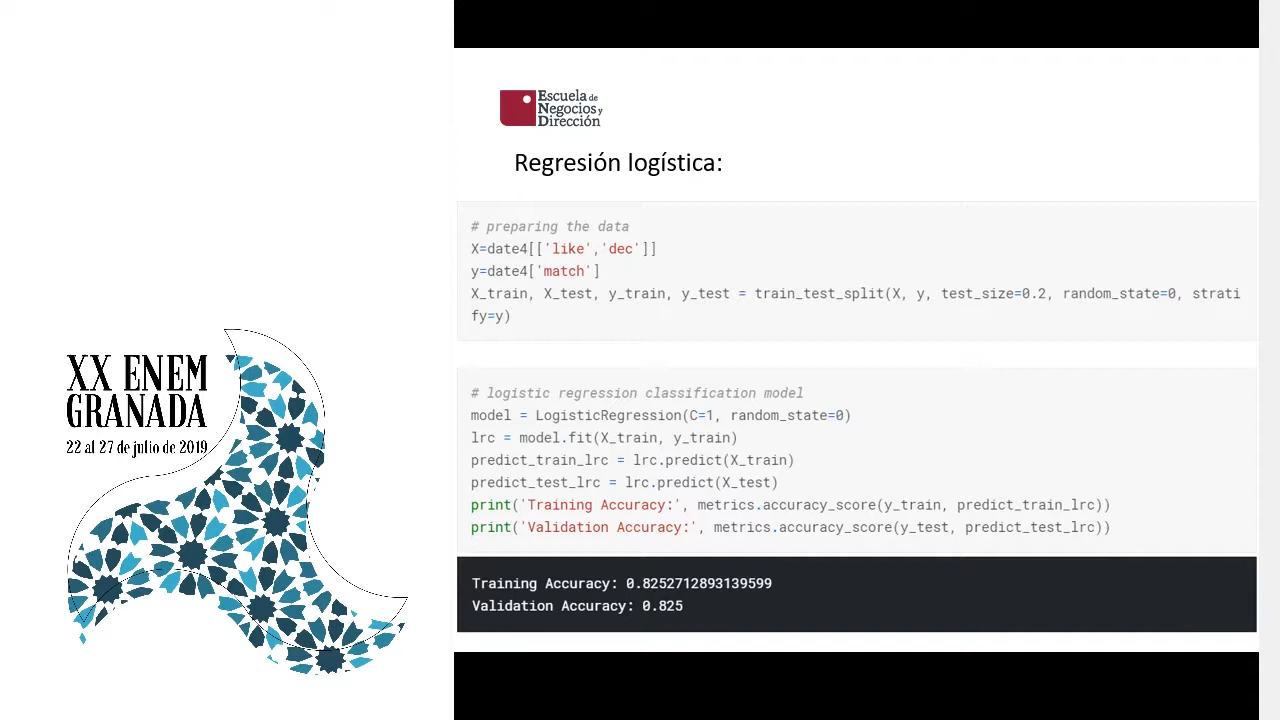 XX ENEM
GRANADA
22 al 27 de julio de 2019
Escuela de
Negocios y
Dirección
Regresión logística:
# preparing the data
X=date4[['like','dec']]
y=date4['match']
X_train, X_test, y_train, y_test = train_test_split(X, y, test_size=0.2, random_state=0, strati
fy=y)
# logistic regression classification model
model = LogisticRegression(C=1, random_state=0)
lrc = model.fit(X_train, y_train)
predict_train_lrc = lrc.predict(X_train)
predict_test_lrc = lrc.predict(X_test)
print('Training Accuracy:', metrics.accuracy_score(y_train, predict_train_lrc))
print('Validation Accuracy:', metrics.accuracy_score(y_test, predict_test_lrc))
Training Accuracy: 0.8252712893139599
Validation Accuracy: 0.825